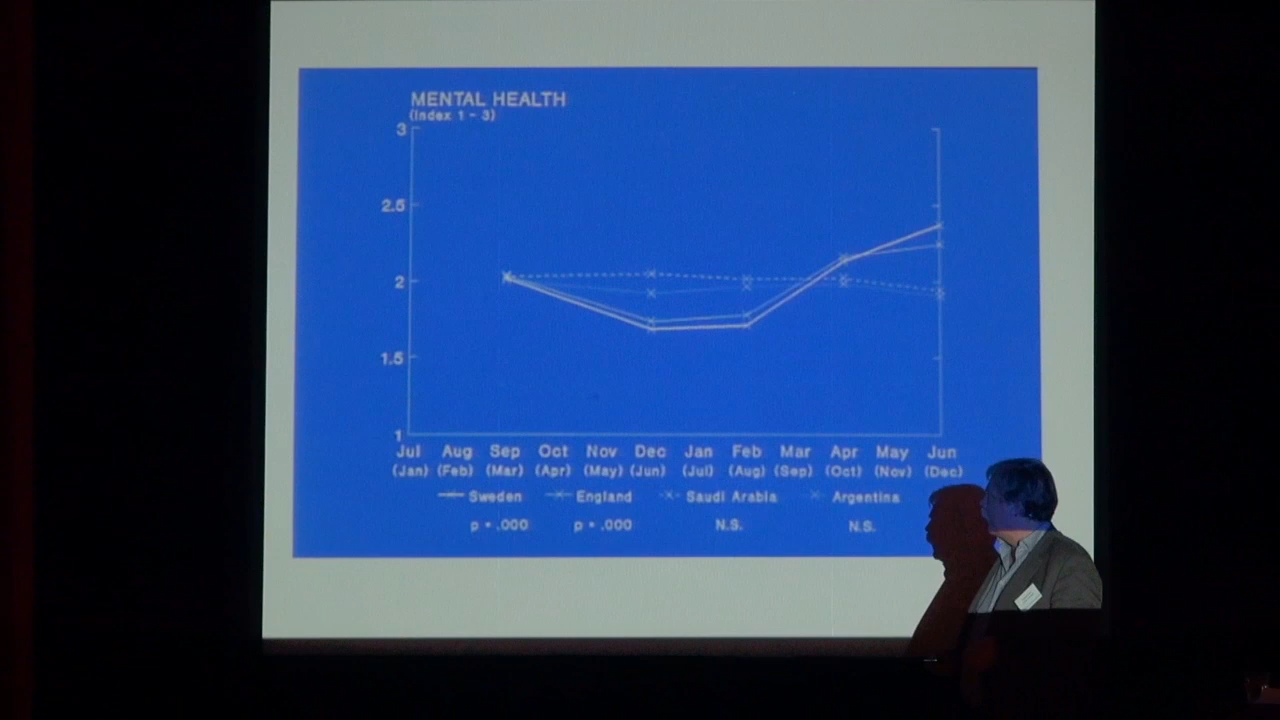 MENTAL HEALTH
(Index 1 - 3)
3
2.5
2
1.5
1
Jul Aug Sep Oct Nov Dec Jan Feb Mar Apr May Jun
(Jan) (Feb) (Mar) (Apr) (May) (Jun) (Jul) (Aug) (Sep) (Oct) (Nov) (Dec)
Sweden England Saudi Arabia Argentina
p = .000 p = .000 N.S. N.S.